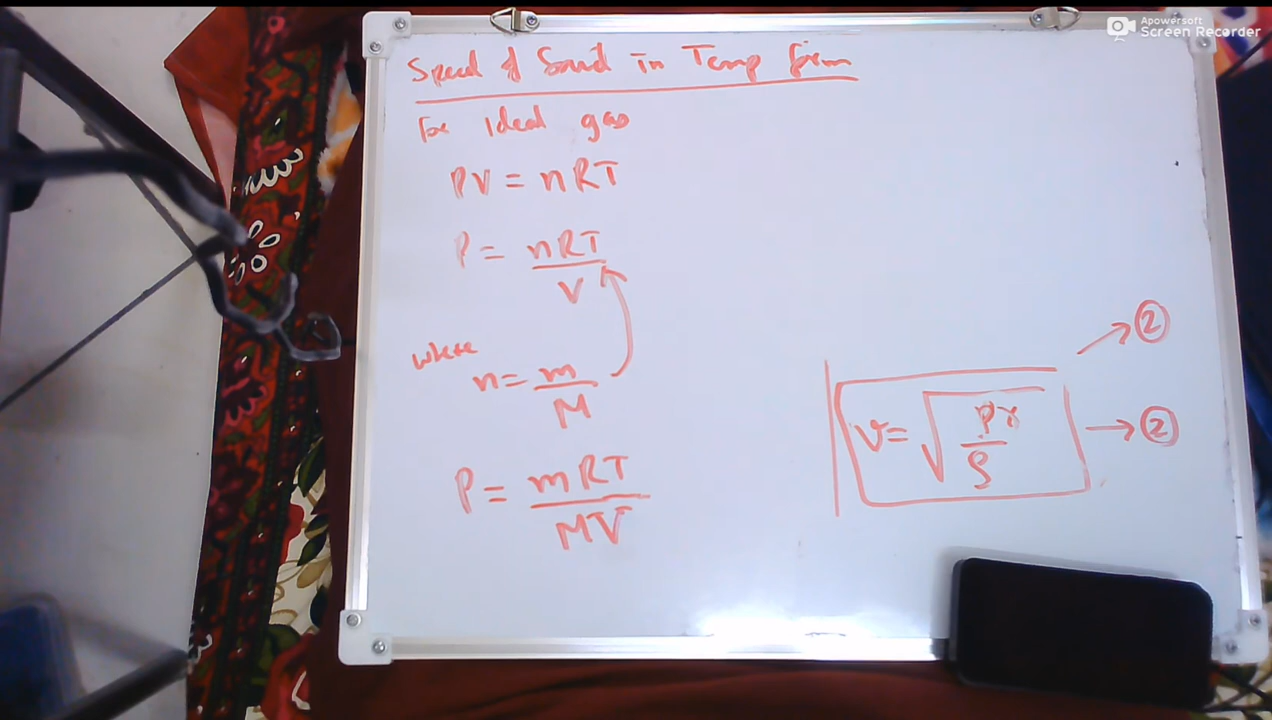 Speed of Sound in Temp form
For Ideal gas
PV = nRT
P = nRT / V
where
n = m / M
P = mRT / MV
v = √(Pγ / ρ) → ②
→ ②
Apowersoft
Screen Recorder